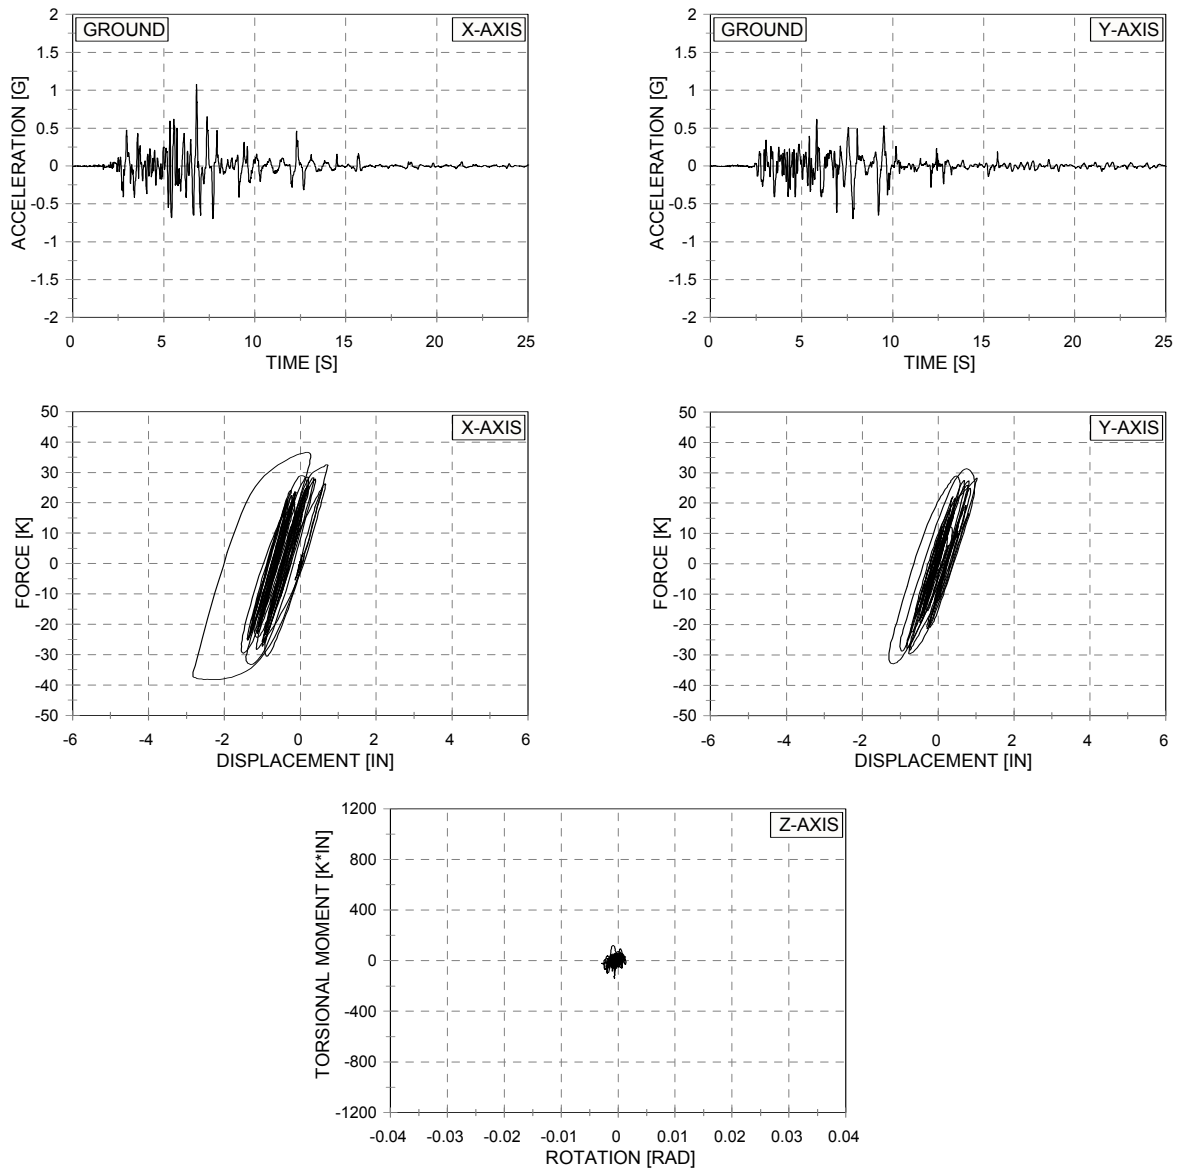 GROUND X-AXIS
ACCELERATION [G]
2
1.5
1
0.5
0
-0.5
-1
-1.5
-2
0 5 10 15 20 25
TIME [S]
GROUND Y-AXIS
ACCELERATION [G]
2
1.5
1
0.5
0
-0.5
-1
-1.5
-2
0 5 10 15 20 25
TIME [S]
X-AXIS
FORCE [K]
50
40
30
20
10
0
-10
-20
-30
-40
-50
-6 -4 -2 0 2 4 6
DISPLACEMENT [IN]
Y-AXIS
FORCE [K]
50
40
30
20
10
0
-10
-20
-30
-40
-50
-6 -4 -2 0 2 4 6
DISPLACEMENT [IN]
Z-AXIS
TORSIONAL MOMENT [K*IN]
1200
800
400
0
-400
-800
-1200
-0.04 -0.03 -0.02 -0.01 0 0.01 0.02 0.03 0.04
ROTATION [RAD]